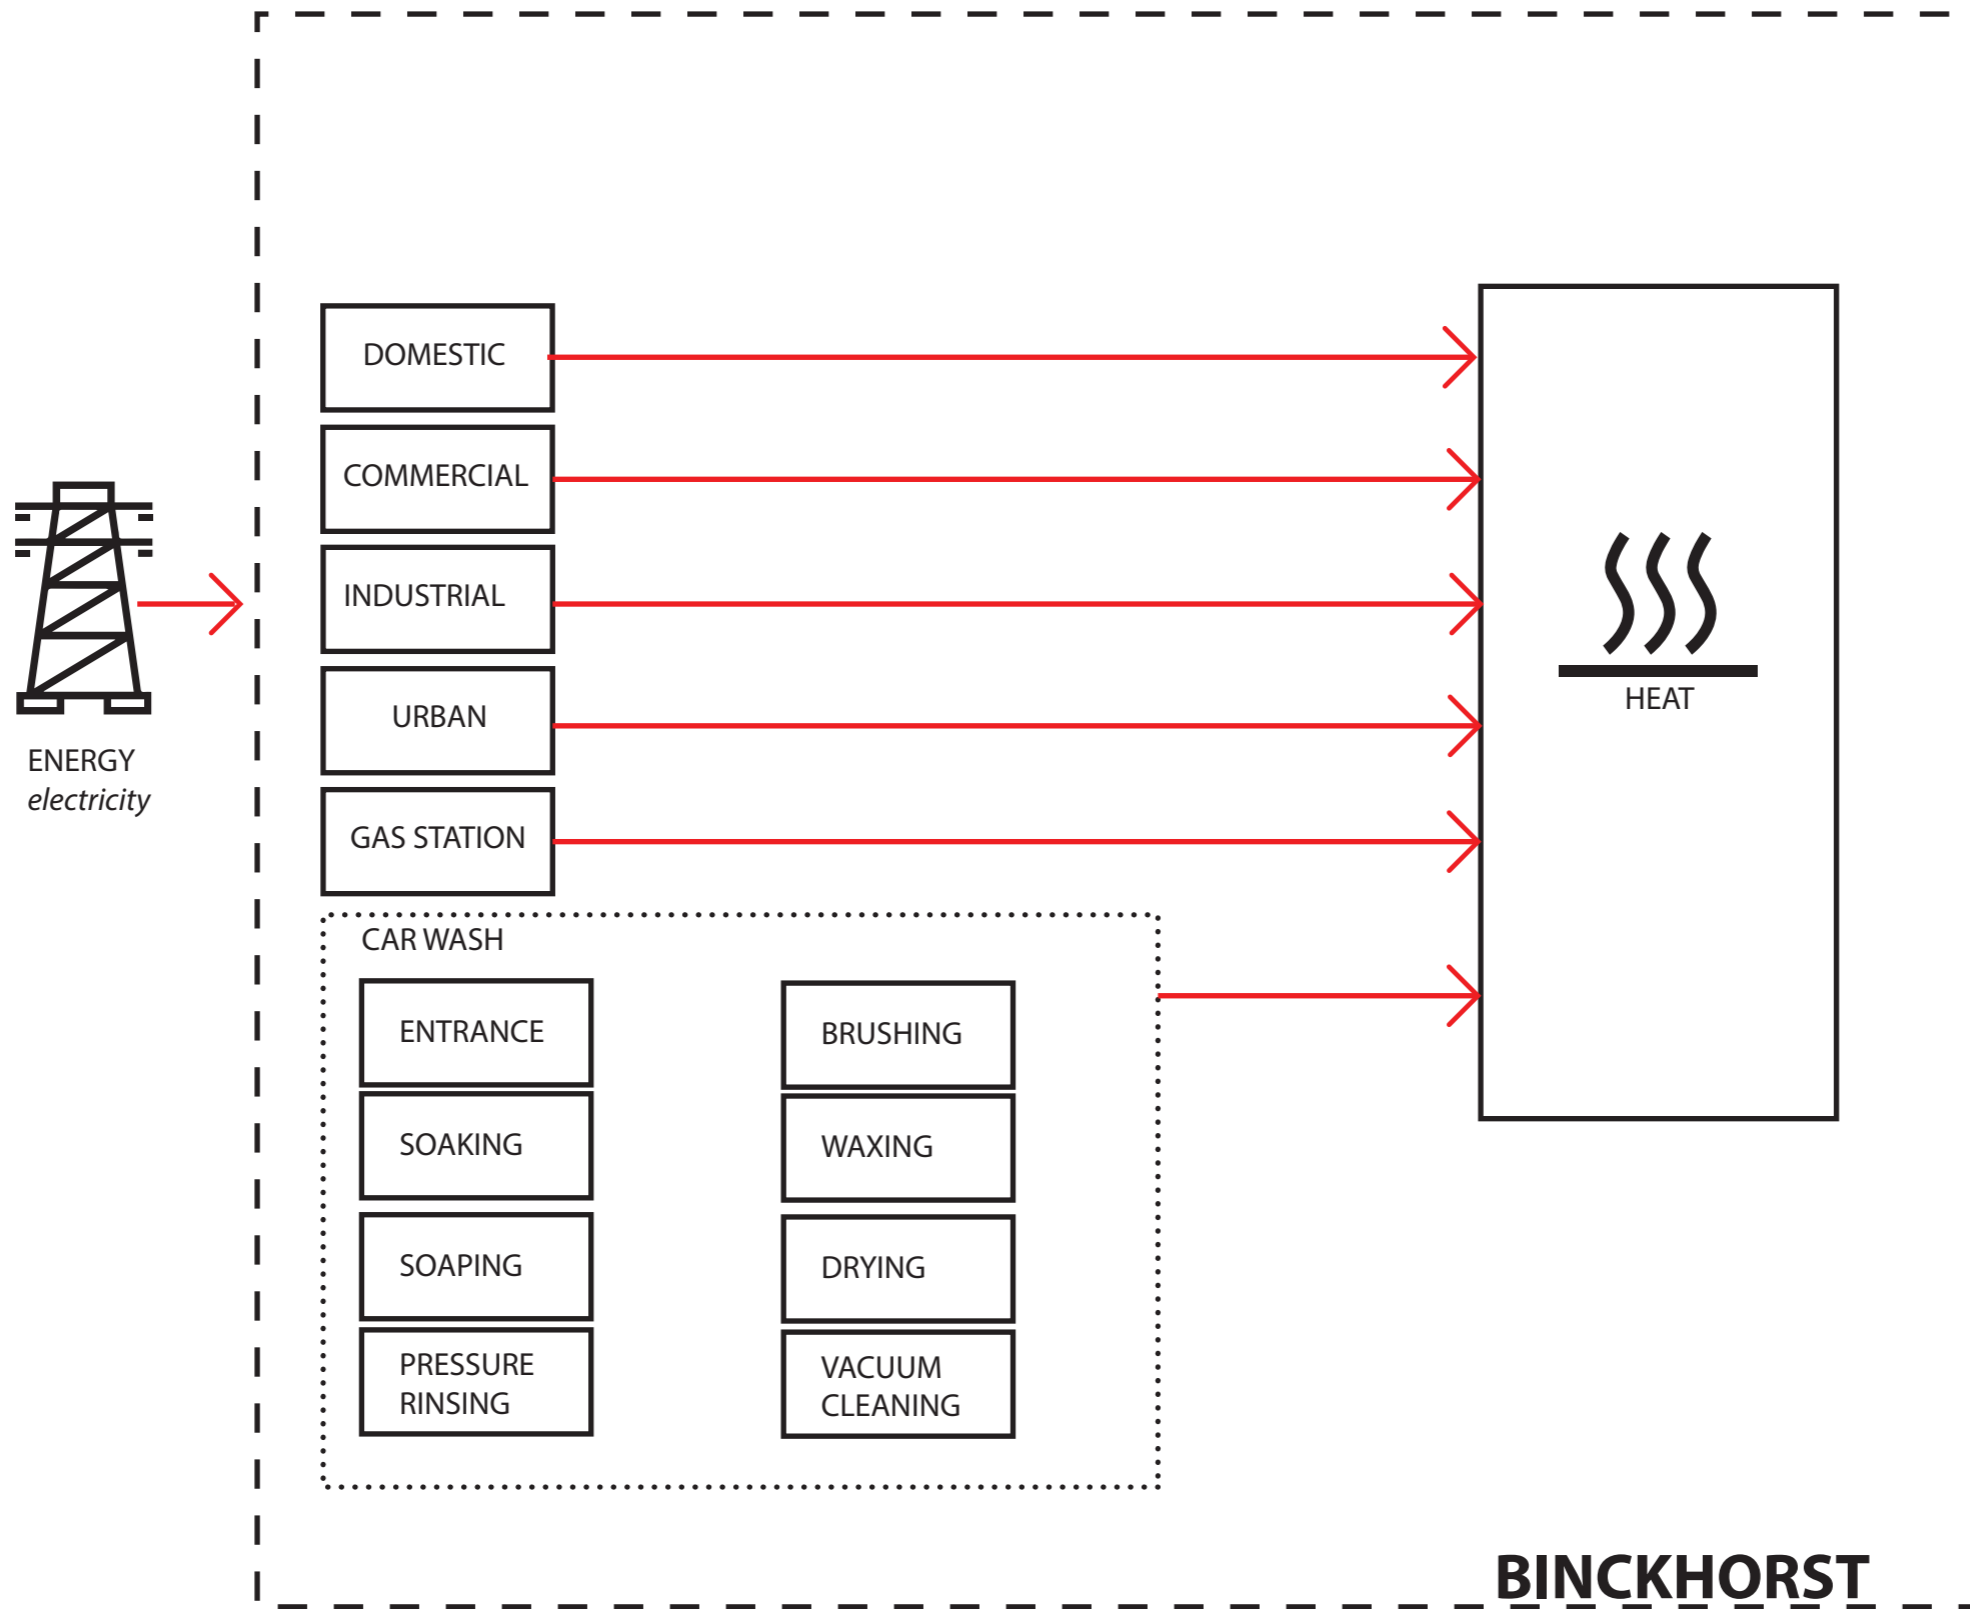 ENERGY
electricity
DOMESTIC
COMMERCIAL
INDUSTRIAL
URBAN
GAS STATION
CAR WASH
ENTRANCE
SOAKING
SOAPING
PRESSURE
RINSING
BRUSHING
WAXING
DRYING
VACUUM
CLEANING
HEAT
BINCKHORST